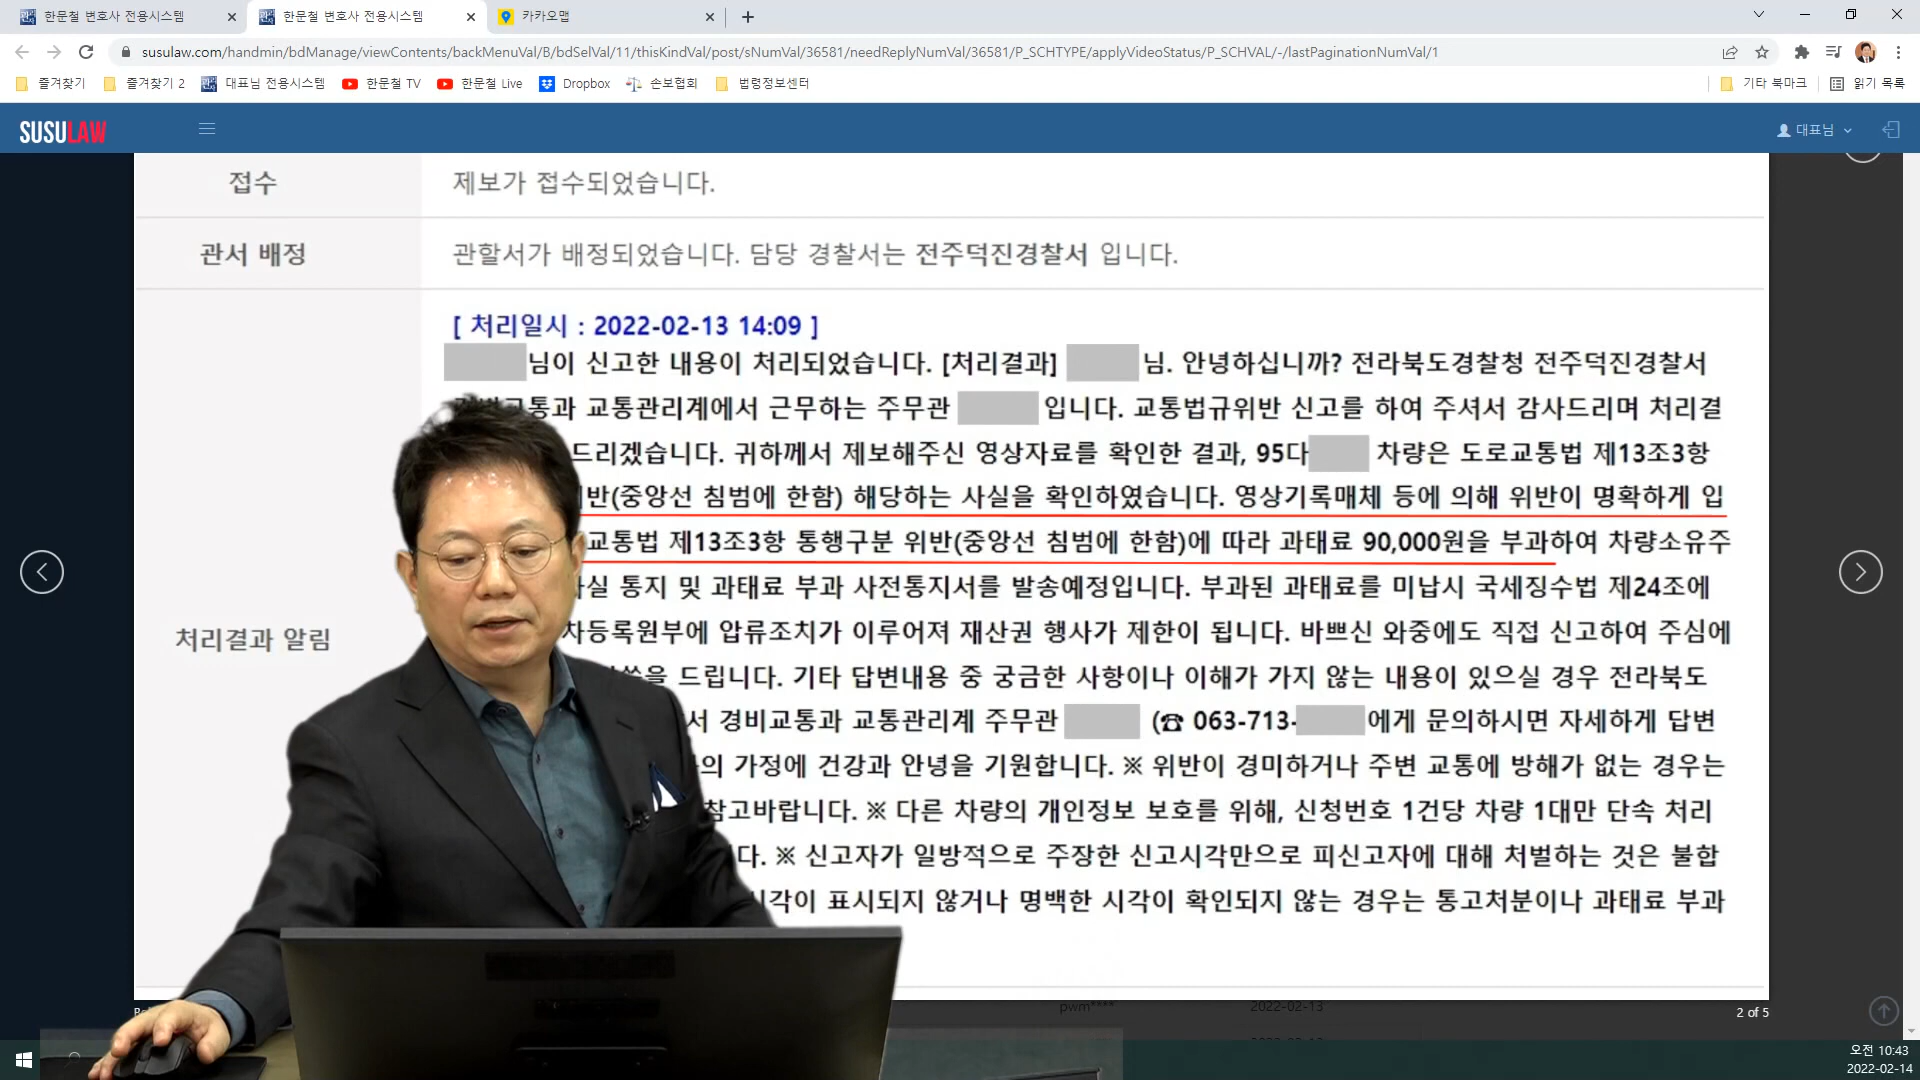 한문철 변호사 전용시스템
한문철 변호사 전용시스템
카카오맵
susulaw.com/handmin/bdManage/viewContents/backMenuVal/B/bdSelVal/11/thisKindVal/post/sNumVal/36581/needReplyNumVal/36581/P_SCHTYPE/applyVideoStatus/P_SCHVAL/-/lastPaginationNumVal/1
즐겨찾기
즐겨찾기 2
대표님 전용시스템
한문철 TV
한문철 Live
Dropbox
손보협회
법령정보센터
기타 북마크
읽기 목록
SUSULAW
대표님
접수
제보가 접수되었습니다.
관서 배정
관할서가 배정되었습니다. 담당 경찰서는 전주덕진경찰서 입니다.
처리결과 알림
[ 처리일시 : 2022-02-13 14:09 ]
님이 신고한 내용이 처리되었습니다. [처리결과] 님. 안녕하십니까? 전라북도경찰청 전주덕진경찰서
교통과 교통관리계에서 근무하는 주무관 입니다. 교통법규위반 신고를 하여 주셔서 감사드리며 처리결
드리겠습니다. 귀하께서 제보해주신 영상자료를 확인한 결과, 95다 차량은 도로교통법 제13조3항
위반(중앙선 침범에 한함) 해당하는 사실을 확인하였습니다. 영상기록매체 등에 의해 위반이 명확하게 입
교통법 제13조3항 통행구분 위반(중앙선 침범에 한함)에 따라 과태료 90,000원을 부과하여 차량소유주
사실 통지 및 과태료 부과 사전통지서를 발송예정입니다. 부과된 과태료를 미납시 국세징수법 제24조에
차등록원부에 압류조치가 이루어져 재산권 행사가 제한이 됩니다. 바쁘신 와중에도 직접 신고하여 주심에
을 드립니다. 기타 답변내용 중 궁금한 사항이나 이해가 가지 않는 내용이 있으실 경우 전라북도
서 경비교통과 교통관리계 주무관 (☎ 063-713- 에게 문의하시면 자세하게 답변
의 가정에 건강과 안녕을 기원합니다. ※ 위반이 경미하거나 주변 교통에 방해가 없는 경우는
참고바랍니다. ※ 다른 차량의 개인정보 보호를 위해, 신청번호 1건당 차량 1대만 단속 처리
다. ※ 신고자가 일방적으로 주장한 신고시각만으로 피신고자에 대해 처벌하는 것은 불합
시각이 표시되지 않거나 명백한 시각이 확인되지 않는 경우는 통고처분이나 과태료 부과
pwm****
2022-02-13
2 of 5
오전 10:43
2022-02-14